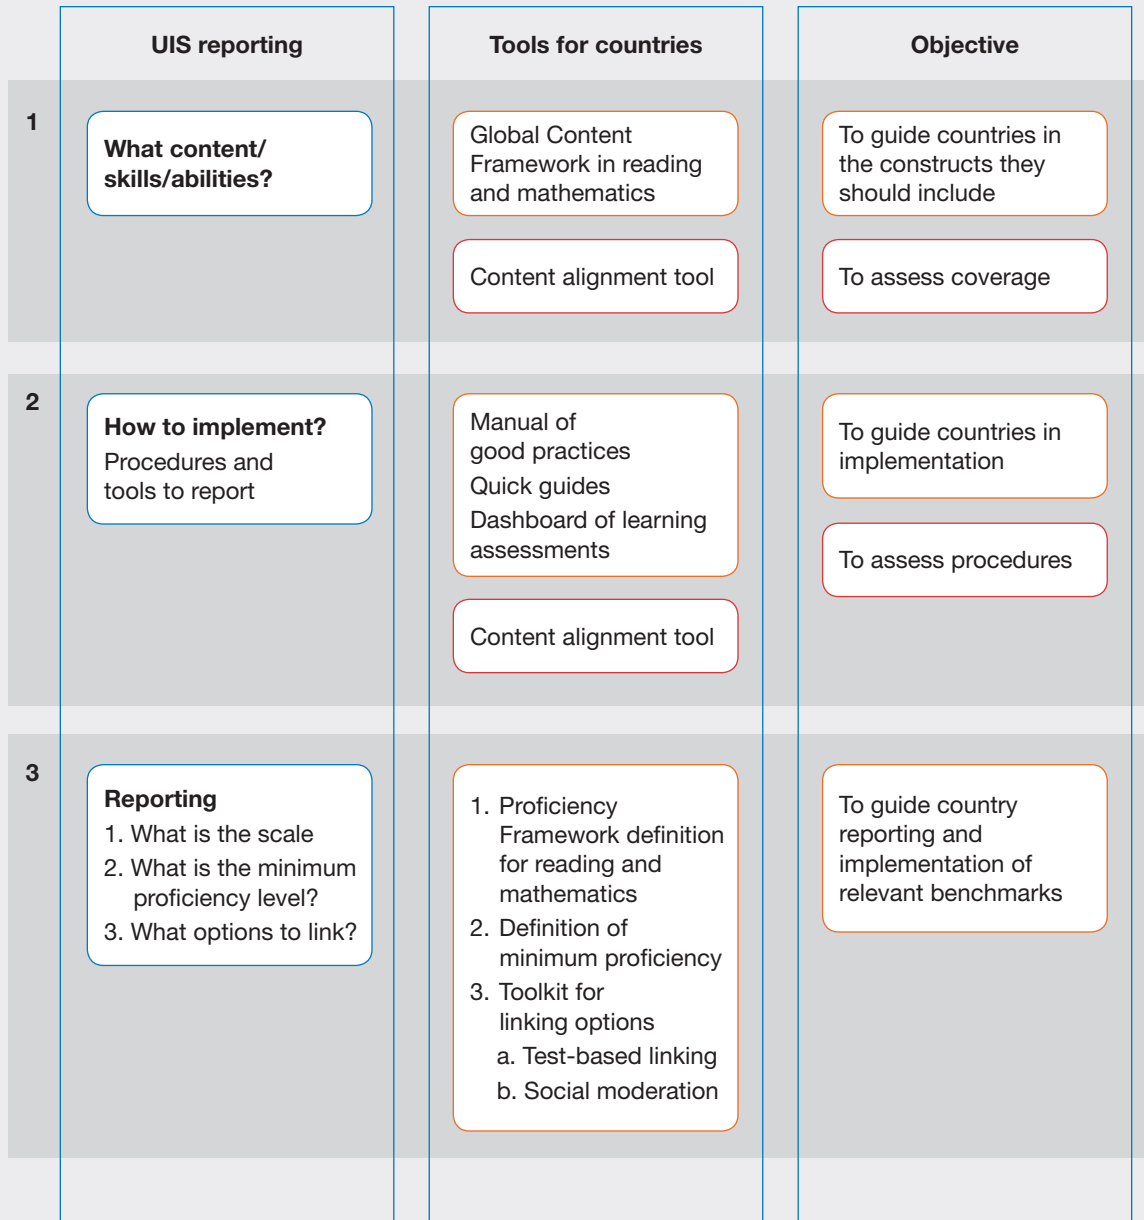 UIS reporting
Tools for countries
Objective
1
What content/
skills/abilities?
Global Content
Framework in reading
and mathematics
To guide countries in
the constructs they
should include
Content alignment tool
To assess coverage
2
How to implement?
Procedures and
tools to report
Manual of
good practices
Quick guides
Dashboard of learning
assessments
To guide countries in
implementation
Content alignment tool
To assess procedures
3
Reporting
1. What is the scale
2. What is the minimum
proficiency level?
3. What options to link?
1. Proficiency
Framework definition
for reading and
mathematics
2. Definition of
minimum proficiency
3. Toolkit for
linking options
a. Test-based linking
b. Social moderation
To guide country
reporting and
implementation of
relevant benchmarks